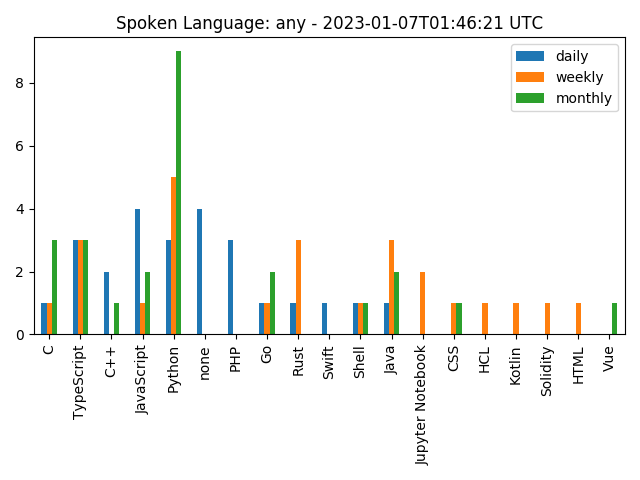 Spoken Language: any - 2023-01-07T01:46:21 UTC
daily
weekly
monthly
8
6
4
2
0
C
TypeScript
C++
JavaScript
Python
none
PHP
Go
Rust
Swift
Shell
Java
Jupyter Notebook
CSS
HCL
Kotlin
Solidity
HTML
Vue